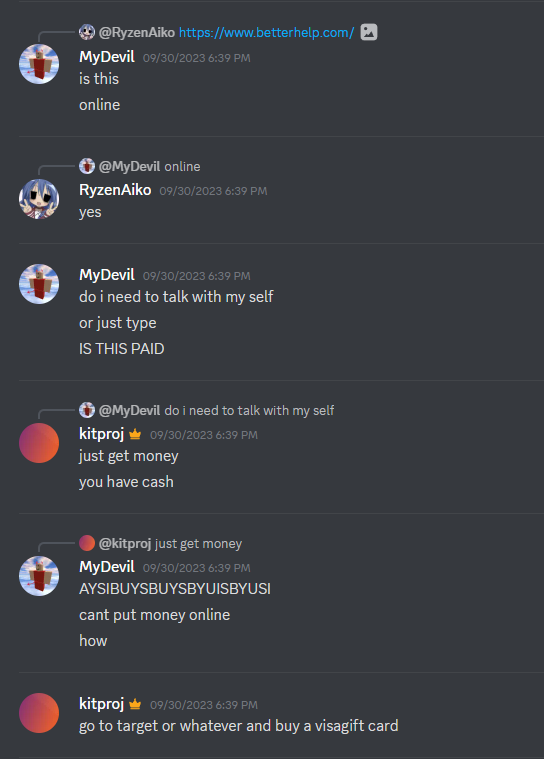 @RyzenAiko https://www.betterhelp.com/
MyDevil 09/30/2023 6:39 PM
is this
online
@MyDevil online
RyzenAiko 09/30/2023 6:39 PM
yes
MyDevil 09/30/2023 6:39 PM
do i need to talk with my self
or just type
IS THIS PAID
@MyDevil do i need to talk with my self
kitproj 09/30/2023 6:39 PM
just get money
you have cash
@kitproj just get money
MyDevil 09/30/2023 6:39 PM
AYSIBUYSBUYSBYUISBYUSI
cant put money online
how
kitproj 09/30/2023 6:39 PM
go to target or whatever and buy a visagift card